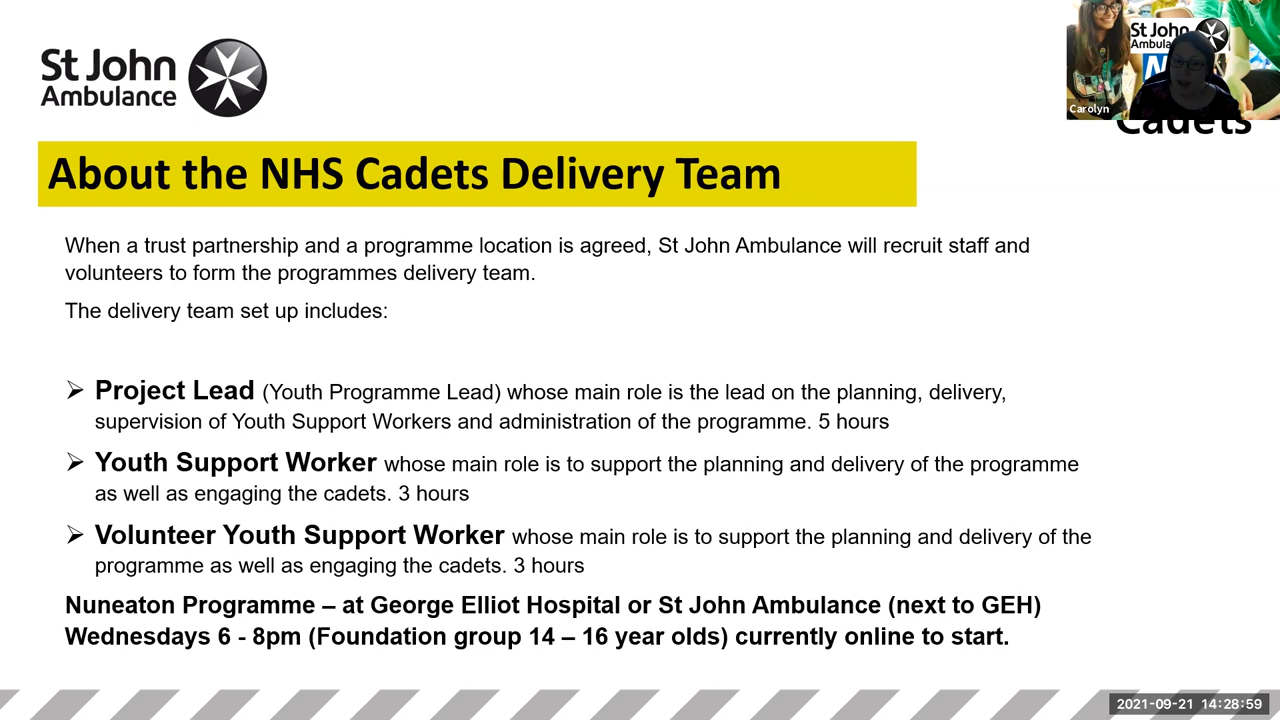 St John
Ambulance
St John
Ambula
N
Carolyn
Cadets
About the NHS Cadets Delivery Team
When a trust partnership and a programme location is agreed, St John Ambulance will recruit staff and
volunteers to form the programmes delivery team.
The delivery team set up includes:
Project Lead (Youth Programme Lead) whose main role is the lead on the planning, delivery,
supervision of Youth Support Workers and administration of the programme. 5 hours
Youth Support Worker whose main role is to support the planning and delivery of the programme
as well as engaging the cadets. 3 hours
Volunteer Youth Support Worker whose main role is to support the planning and delivery of the
programme as well as engaging the cadets. 3 hours
Nuneaton Programme – at George Elliot Hospital or St John Ambulance (next to GEH)
Wednesdays 6 - 8pm (Foundation group 14 – 16 year olds) currently online to start.
2021-09-21 14:28:59